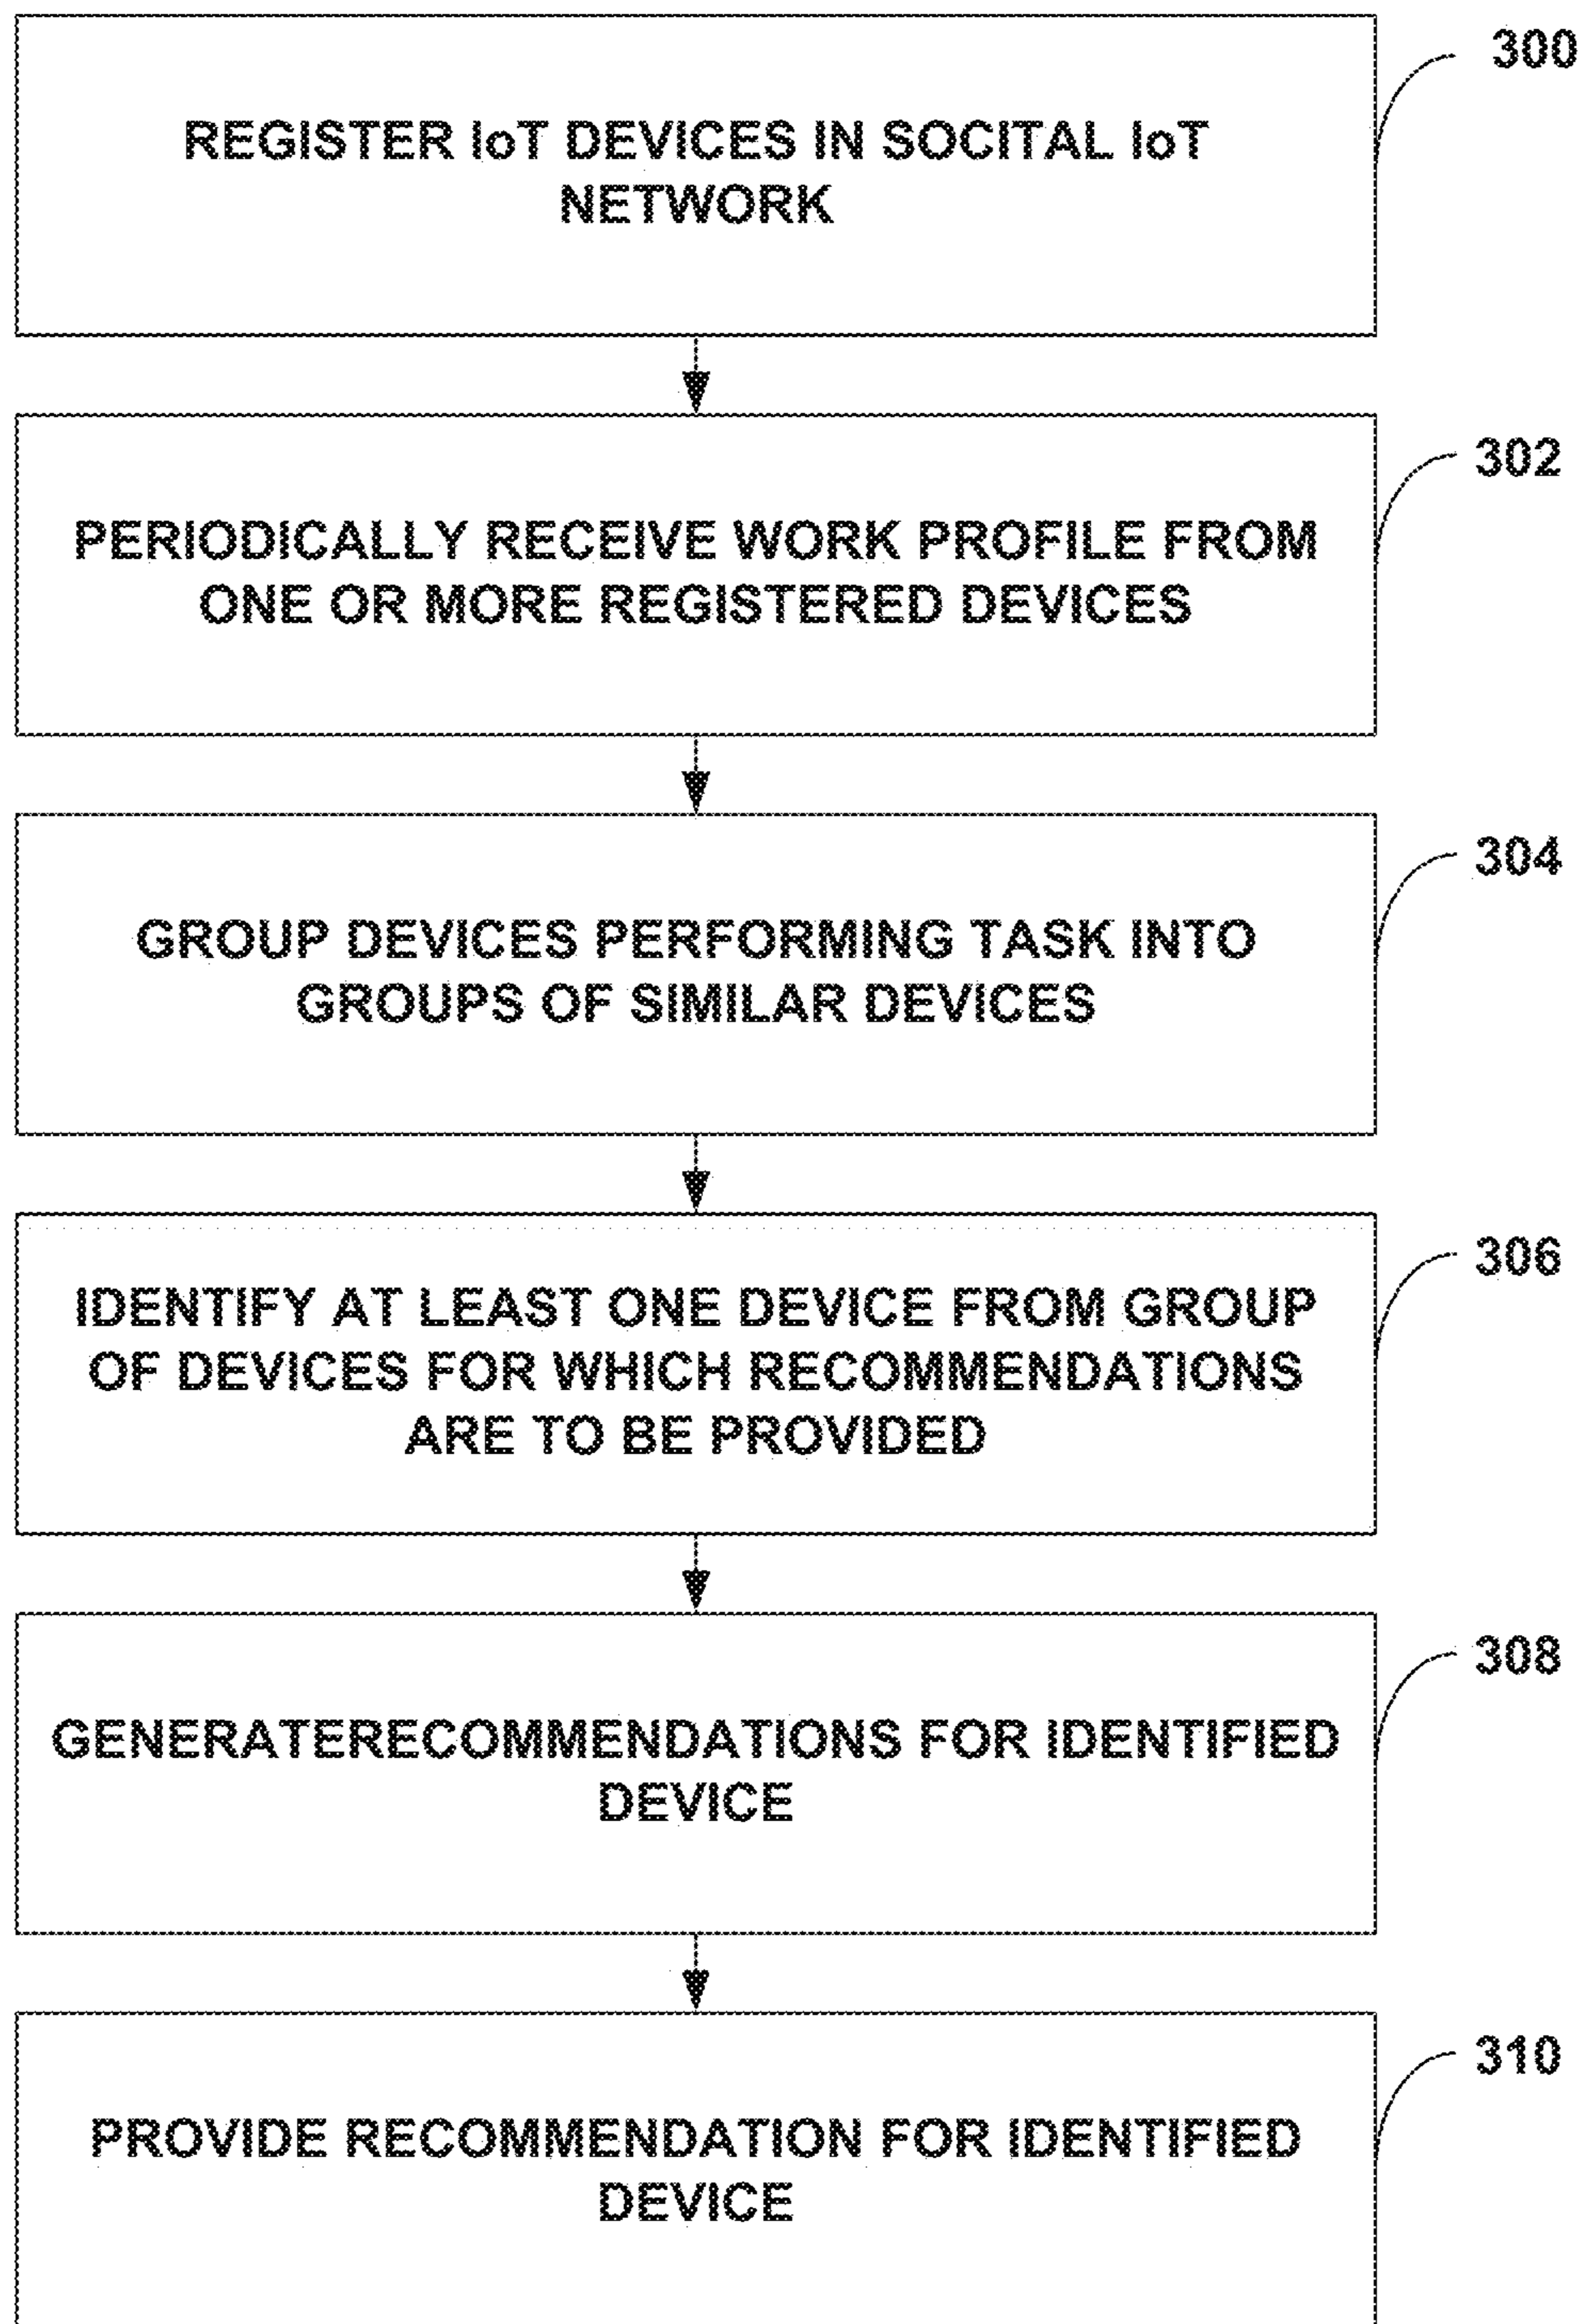 300
REGISTER IoT DEVICES IN SOCITAL IoT
NETWORK
302
PERIODICALLY RECEIVE WORK PROFILE FROM
ONE OR MORE REGISTERED DEVICES
304
GROUP DEVICES PERFORMING TASK INTO
GROUPS OF SIMILAR DEVICES
306
IDENTIFY AT LEAST ONE DEVICE FROM GROUP
OF DEVICES FOR WHICH RECOMMENDATIONS
ARE TO BE PROVIDED
308
GENERATERECOMMENDATIONS FOR IDENTIFIED
DEVICE
310
PROVIDE RECOMMENDATION FOR IDENTIFIED
DEVICE